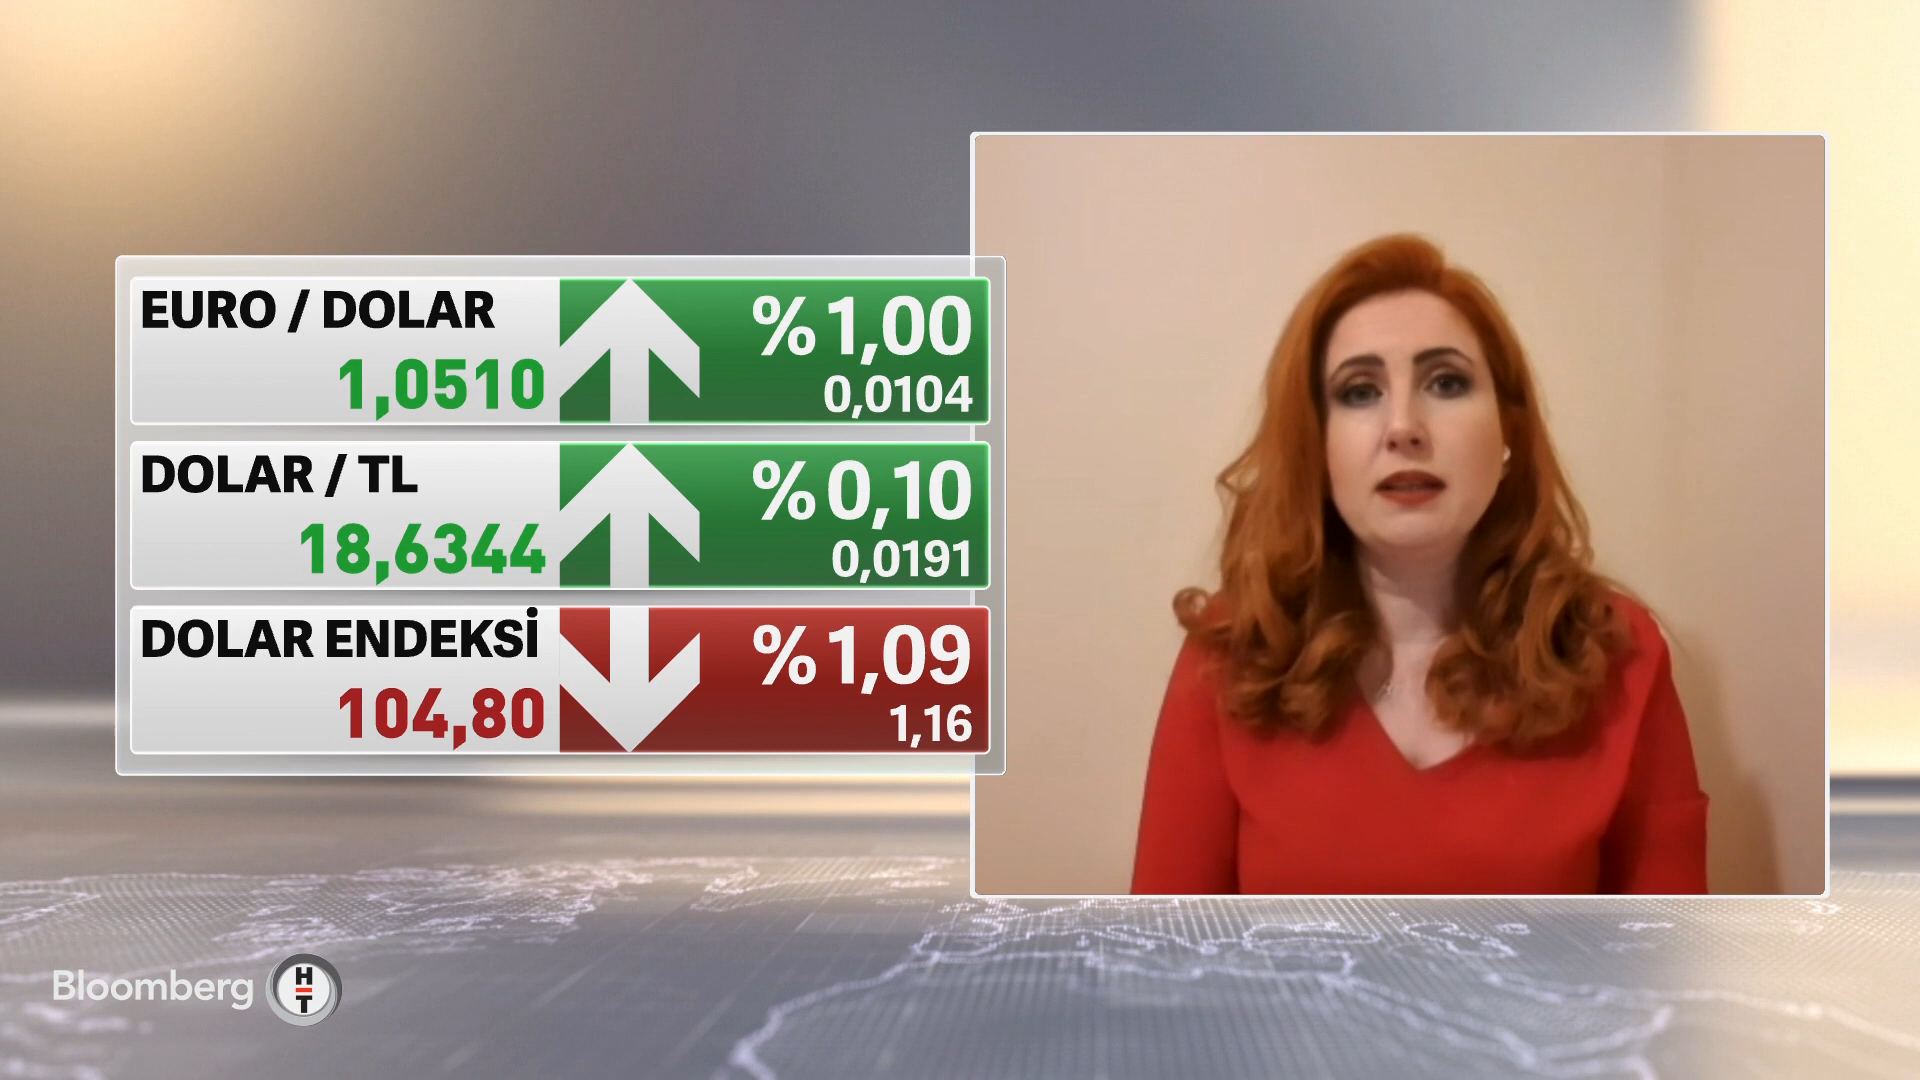 EURO / DOLAR
1,0510
%1,00
0,0104
DOLAR / TL
18,6344
%0,10
0,0191
DOLAR ENDEKSİ
104,80
%1,09
1,16
Bloomberg HT